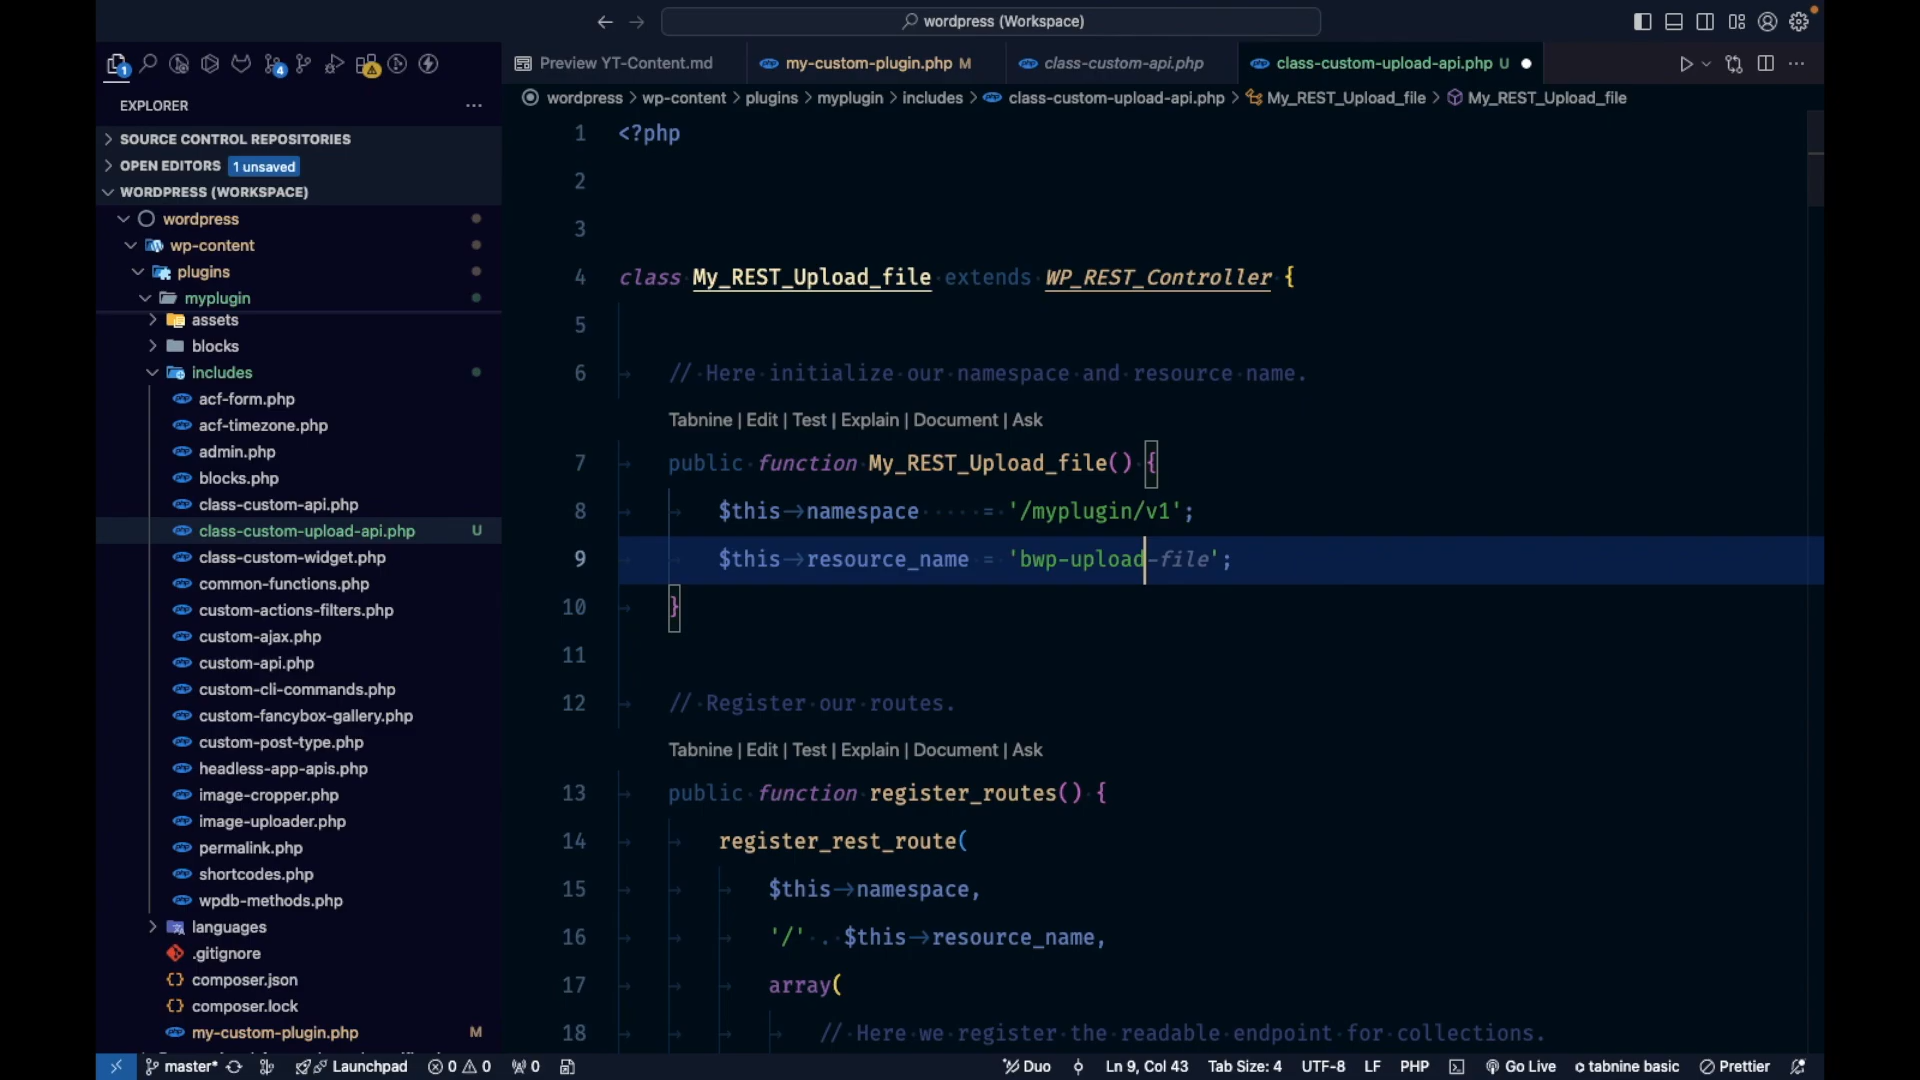 wordpress (Workspace)
1
4
Preview YT-Content.md
my-custom-plugin.php M
class-custom-api.php
class-custom-upload-api.php U
EXPLORER
wordpress > wp-content > plugins > myplugin > includes > class-custom-upload-api.php > My_REST_Upload_file > My_REST_Upload_file
SOURCE CONTROL REPOSITORIES
OPEN EDITORS 1 unsaved
WORDPRESS (WORKSPACE)
wordpress
wp-content
plugins
myplugin
assets
blocks
includes
acf-form.php
acf-timezone.php
admin.php
blocks.php
class-custom-api.php
class-custom-upload-api.php U
class-custom-widget.php
common-functions.php
custom-actions-filters.php
custom-ajax.php
custom-api.php
custom-cli-commands.php
custom-fancybox-gallery.php
custom-post-type.php
headless-app-apis.php
image-cropper.php
image-uploader.php
permalink.php
shortcodes.php
wpdb-methods.php
languages
.gitignore
composer.json
composer.lock
my-custom-plugin.php M
1 <?php
2
3
4 class My_REST_Upload_file extends WP_REST_Controller {
5
6 // Here initialize our namespace and resource name.
Tabnine | Edit | Test | Explain | Document | Ask
7 public function My_REST_Upload_file() {
8 $this->namespace = '/myplugin/v1';
9 $this->resource_name = 'bwp-upload-file';
10 }
11
12 // Register our routes.
Tabnine | Edit | Test | Explain | Document | Ask
13 public function register_routes() {
14 register_rest_route(
15 $this->namespace,
16 '/' . $this->resource_name,
17 array(
18 // Here we register the readable endpoint for collections.
master* Launchpad 0 0 0 Duo Ln 9, Col 43 Tab Size: 4 UTF-8 LF PHP Go Live tabnine basic Prettier